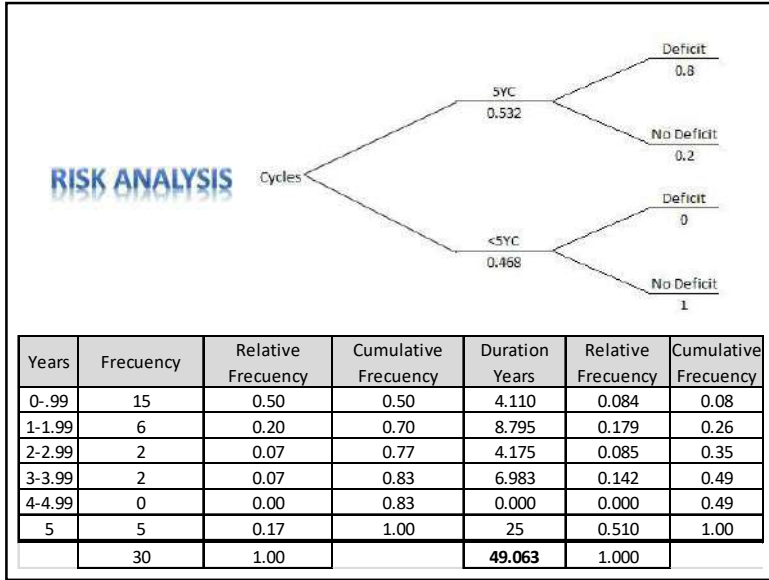 Deficit
0.8
5YC
0.532
No Deficit
0.2
RISK ANALYSIS
Cycles
Deficit
0
<5YC
0.468
No Deficit
1
Years Frecuency Relative Frecuency Cumulative Frecuency Duration Years Relative Frecuency Cumulative Frecuency
0-.99 15 0.50 0.50 4.110 0.084 0.08
1-1.99 6 0.20 0.70 8.795 0.179 0.26
2-2.99 2 0.07 0.77 4.175 0.085 0.35
3-3.99 2 0.07 0.83 6.983 0.142 0.49
4-4.99 0 0.00 0.83 0.000 0.000 0.49
5 5 0.17 1.00 25 0.510 1.00
30 1.00 49.063 1.000